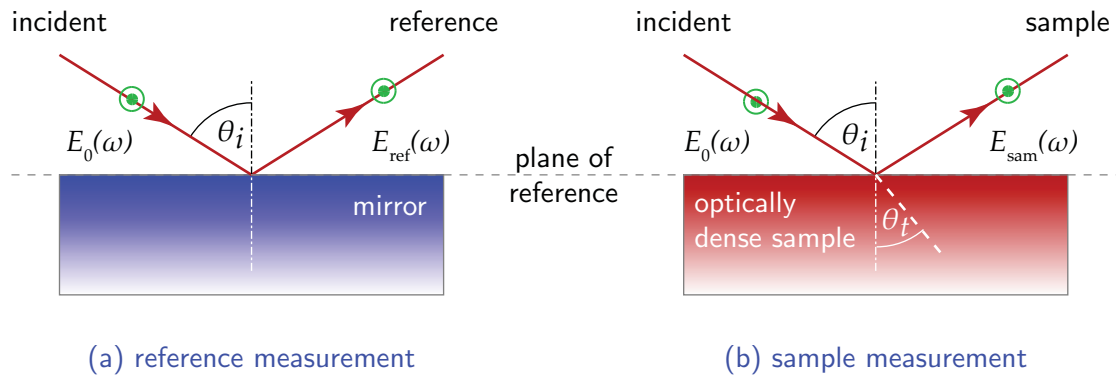 incident
reference
incident
sample
θi
θi
E0(ω)
Eref(ω)
E0(ω)
Esam(ω)
plane of
reference
mirror
optically
dense sample
θt
(a) reference measurement
(b) sample measurement